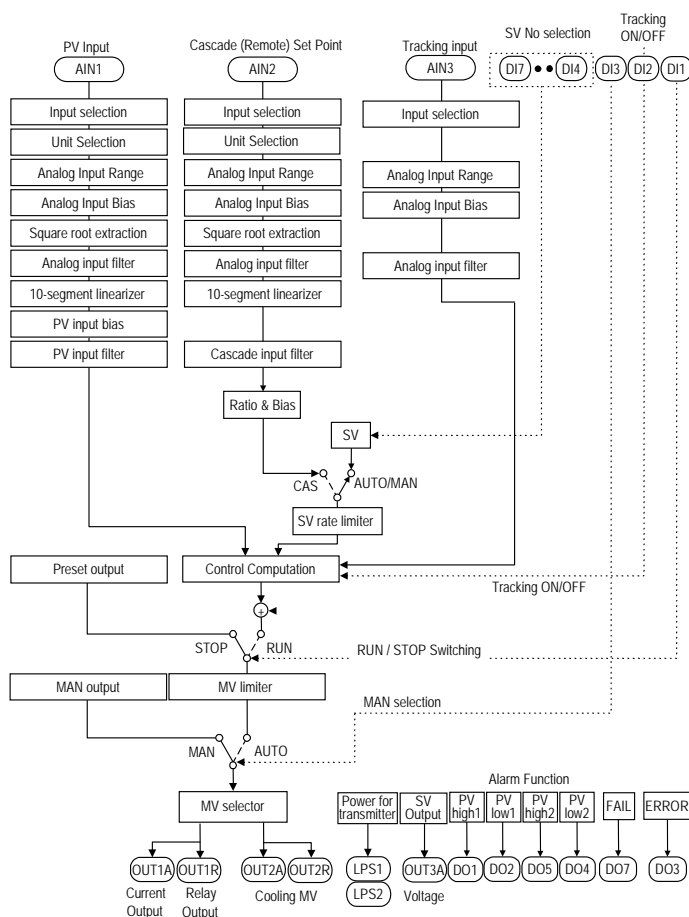 PV Input
Cascade (Remote) Set Point
Tracking input
SV No selection
Tracking
ON/OFF
AIN1
AIN2
AIN3
DI7
DI4
DI3
DI2
DI1
Input selection
Input selection
Input selection
Unit Selection
Unit Selection
Analog Input Range
Analog Input Range
Analog Input Range
Analog Input Bias
Analog Input Bias
Analog Input Bias
Square root extraction
Square root extraction
Analog input filter
Analog input filter
Analog input filter
10-segment linearizer
10-segment linearizer
PV input bias
PV input filter
Cascade input filter
Ratio & Bias
SV
CAS
AUTO/MAN
SV rate limiter
Preset output
Control Computation
Tracking ON/OFF
+
STOP
RUN
RUN / STOP Switching
MAN output
MV limiter
MAN selection
MAN
AUTO
Alarm Function
MV selector
Power for
transmitter
SV
Output
PV
high1
PV
low1
PV
high2
PV
low2
FAIL
ERROR
OUT1A
OUT1R
OUT2A
OUT2R
LPS1
LPS2
OUT3A
DO1
DO2
DO5
DO4
DO7
DO3
Current
Output
Relay
Output
Cooling MV
Voltage